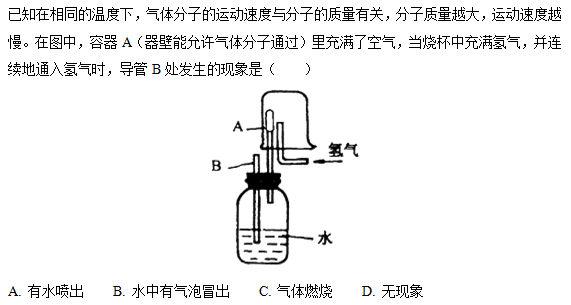 已知在相同的温度下，气体分子的运动速度与分子的质量有关，分子质量越大，运动速度越
慢。在图中，容器 A（器壁能允许气体分子通过）里充满了空气，当烧杯中充满氢气，并连
续地通入氢气时，导管 B 处发生的现象是（　　）
A
氢气
B
水
A. 有水喷出　　B. 水中有气泡冒出　　C. 气体燃烧　　D. 无现象